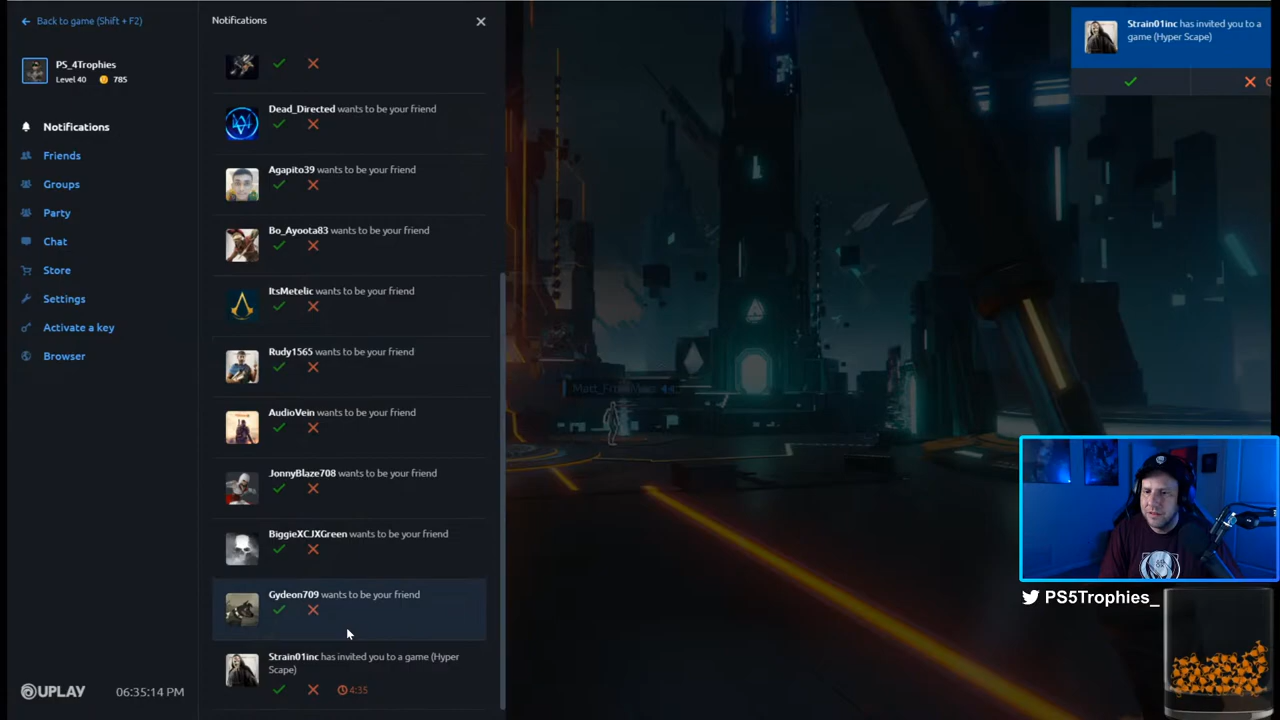 Back to game (Shift + F2)
Notifications
PS_4Trophies
Level 40 785
Notifications
Friends
Groups
Party
Chat
Store
Settings
Activate a key
Browser
Dead_Directed wants to be your friend
Agapito39 wants to be your friend
Bo_Ayoota83 wants to be your friend
ItsMetelic wants to be your friend
Rudy1565 wants to be your friend
AudioVein wants to be your friend
JonnyBlaze708 wants to be your friend
BiggieXCJXGreen wants to be your friend
Gydeon709 wants to be your friend
Strain01inc has invited you to a game (Hyper
Scape)
4:35
UPLAY 06:35:14 PM
Strain01inc has invited you to a
game (Hyper Scape)
PS5Trophies_